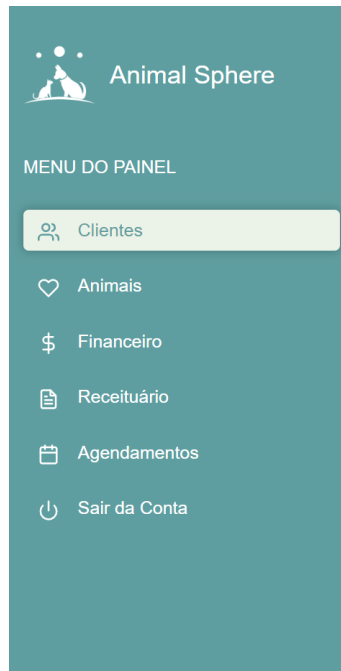 Animal Sphere
MENU DO PAINEL
Clientes
Animais
Financeiro
Receituário
Agendamentos
Sair da Conta